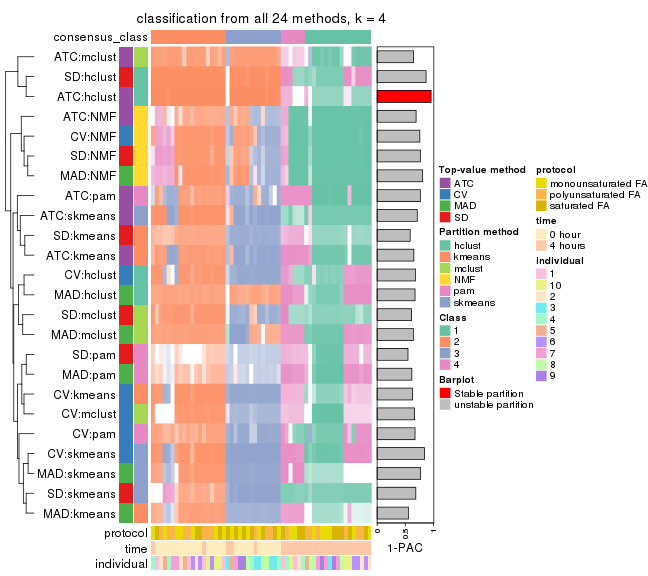 classification from all 24 methods, k = 4
consensus_class
ATC:mclust
SD:hclust
ATC:hclust
ATC:NMF
CV:NMF
SD:NMF
MAD:NMF
ATC:pam
ATC:skmeans
SD:kmeans
ATC:kmeans
CV:hclust
MAD:hclust
SD:mclust
MAD:mclust
SD:pam
MAD:pam
CV:kmeans
CV:mclust
CV:pam
CV:skmeans
MAD:skmeans
SD:skmeans
MAD:kmeans
protocol
time
individual
0
0.5
1
1-PAC
Top-value method
ATC
CV
MAD
SD
Partition method
hclust
kmeans
mclust
NMF
pam
skmeans
Class
1
2
3
4
Barplot
Stable partition
unstable partition
protocol
monounsaturated FA
polyunsaturated FA
saturated FA
time
0 hour
4 hours
individual
1
10
2
3
4
5
6
7
8
9